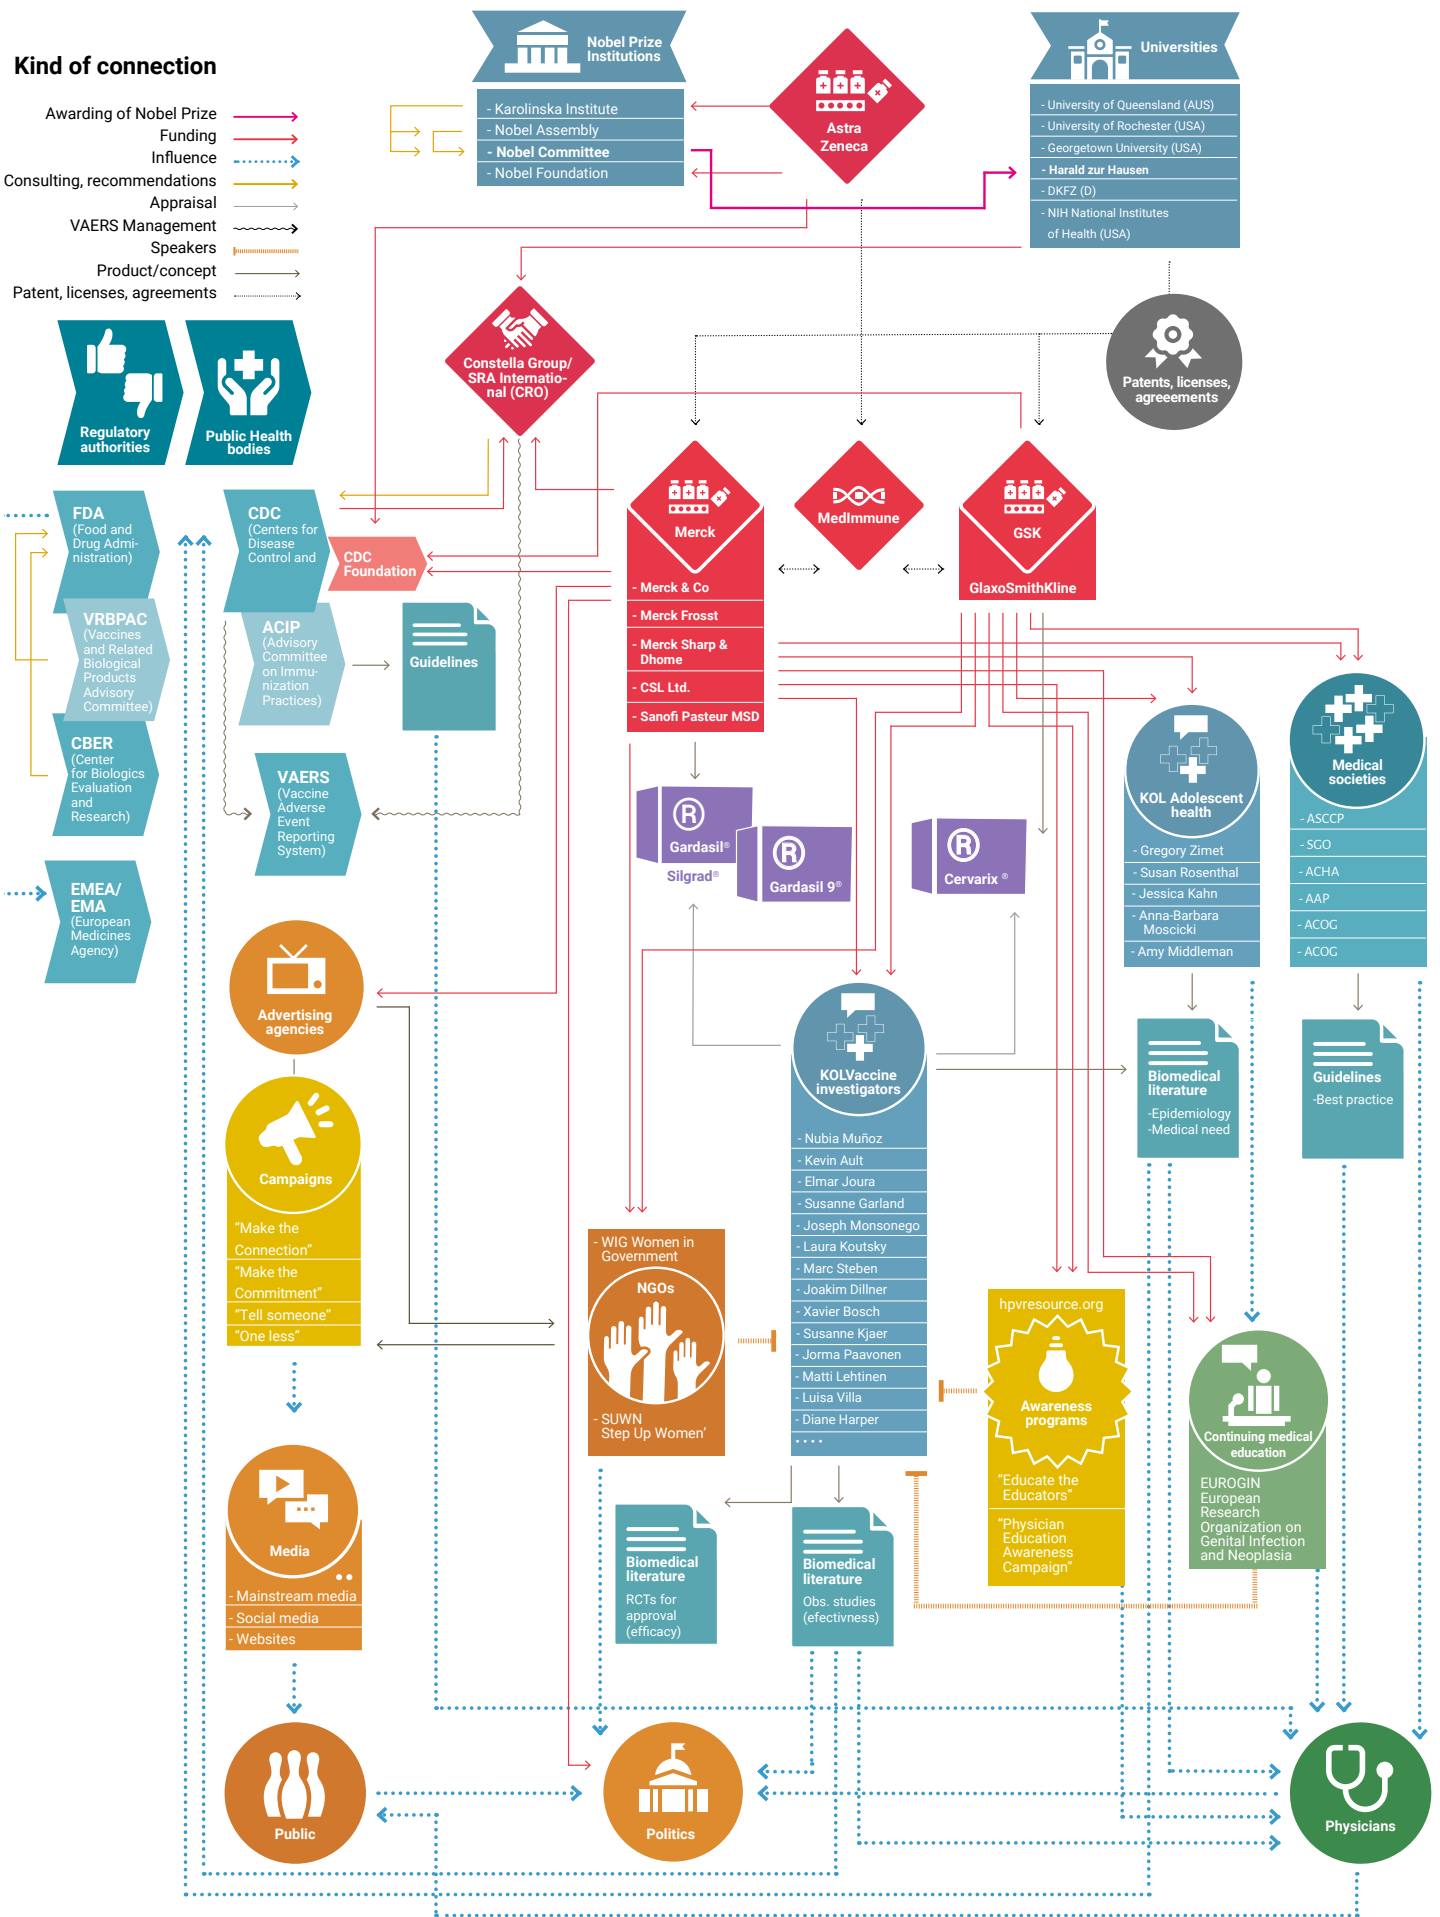 Kind of connection
Awarding of Nobel Prize
Funding
Influence
Consulting, recommendations
Appraisal
VAERS Management
Speakers
Product/concept
Patent, licenses, agreements
Nobel Prize
Institutions
- Karolinska Institute
- Nobel Assembly
- Nobel Committee
- Nobel Foundation
Astra
Zeneca
Universities
- University of Queensland (AUS)
- University of Rochester (USA)
- Georgetown University (USA)
- Harald zur Hausen
- DKFZ (D)
- NIH National Institutes
of Health (USA)
Constella Group/
SRA Internatio-
nal (CRO)
Patents, licenses,
agreeements
Regulatory
authorities
Public Health
bodies
FDA
(Food and
Drug Admi-
nistration)
VRBPAC
(Vaccines
and Related
Biological
Products
Advisory
Committee)
CBER
(Center
for Biologics
Evaluation
and
Research)
EMEA/
EMA
(European
Medicines
Agency)
CDC
(Centers for
Disease
Control and
CDC
Foundation
ACIP
(Advisory
Committee
on Immu-
nization
Practices)
Guidelines
VAERS
(Vaccine
Adverse
Event
Reporting
System)
Merck
- Merck & Co
- Merck Frosst
- Merck Sharp &
Dhome
- CSL Ltd.
- Sanofi Pasteur MSD
MedImmune
GSK
GlaxoSmithKline
R
Gardasil®
Silgrad®
R
Gardasil 9®
R
Cervarix ®
KOL Adolescent
health
- Gregory Zimet
- Susan Rosenthal
- Jessica Kahn
- Anna-Barbara
Moscicki
- Amy Middleman
Medical
societies
- ASCCP
- SGO
- ACHA
- AAP
- ACOG
- ACOG
Advertising
agencies
Campaigns
"Make the
Connection"
"Make the
Commitment"
"Tell someone"
"One less"
Media
- Mainstream media
- Social media
- Websites
Public
KOLVaccine
investigators
- Nubia Muñoz
- Kevin Ault
- Elmar Joura
- Susanne Garland
- Joseph Monsonego
- Laura Koutsky
- Marc Steben
- Joakim Dillner
- Xavier Bosch
- Susanne Kjaer
- Jorma Paavonen
- Matti Lehtinen
- Luisa Villa
- Diane Harper
. . . .
Biomedical
literature
-Epidemiology
-Medical need
Guidelines
-Best practice
- WIG Women in
Government
NGOs
- SUWN
Step Up Women'
hpvresource.org
Awareness
programs
"Educate the
Educators"
"Physician
Education
Awareness
Campaign"
Continuing medical
education
EUROGIN
European
Research
Organization on
Genital Infection
and Neoplasia
Biomedical
literature
RCTs for
approval
(efficacy)
Biomedical
literature
Obs. studies
(efectivness)
Politics
Physicians